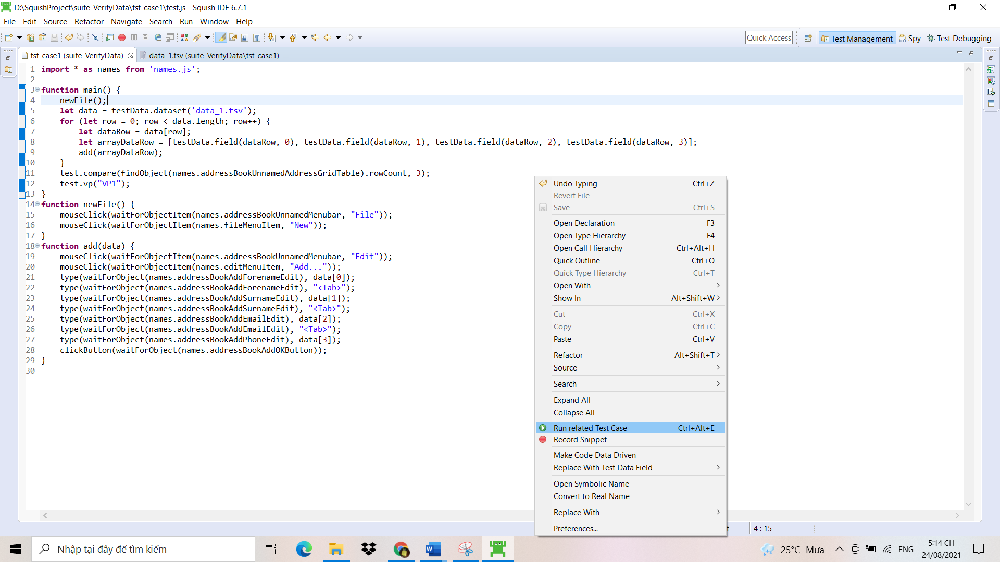 D:\SquishProject\suite_VerifyData\tst_case1\test.js - Squish IDE 6.7.1
File Edit Source Refactor Navigate Search Run Window Help
Quick Access Test Management Spy Test Debugging
tst_case1 (suite_VerifyData) data_1.tsv (suite_VerifyData\tst_case1)
1 import * as names from 'names.js';
2
3 function main() {
4 newFile();
5 let data = testData.dataset('data_1.tsv');
6 for (let row = 0; row < data.length; row++) {
7 let dataRow = data[row];
8 let arrayDataRow = [testData.field(dataRow, 0), testData.field(dataRow, 1), testData.field(dataRow, 2), testData.field(dataRow, 3)];
9 add(arrayDataRow);
10 }
11 test.compare(findObject(names.addressBookUnnamedAddressGridTable).rowCount, 3);
12 test.vp("VP1");
13 }
14 function newFile() {
15 mouseClick(waitForObjectItem(names.addressBookUnnamedMenubar, "File"));
16 mouseClick(waitForObjectItem(names.fileMenuItem, "New"));
17 }
18 function add(data) {
19 mouseClick(waitForObjectItem(names.addressBookUnnamedMenubar, "Edit"));
20 mouseClick(waitForObjectItem(names.editMenuItem, "Add..."));
21 type(waitForObject(names.addressBookAddForenameEdit), data[0]);
22 type(waitForObject(names.addressBookAddForenameEdit), "<Tab>");
23 type(waitForObject(names.addressBookAddSurnameEdit), data[1]);
24 type(waitForObject(names.addressBookAddSurnameEdit), "<Tab>");
25 type(waitForObject(names.addressBookAddEmailEdit), data[2]);
26 type(waitForObject(names.addressBookAddEmailEdit), "<Tab>");
27 type(waitForObject(names.addressBookAddPhoneEdit), data[3]);
28 clickButton(waitForObject(names.addressBookAddOKButton));
29 }
30
Undo Typing Ctrl+Z
Revert File
Save Ctrl+S
Open Declaration F3
Open Type Hierarchy F4
Open Call Hierarchy Ctrl+Alt+H
Quick Outline Ctrl+O
Quick Type Hierarchy Ctrl+T
Open With
Show In Alt+Shift+W
Cut Ctrl+X
Copy Ctrl+C
Paste Ctrl+V
Refactor Alt+Shift+T
Source
Search
Expand All
Collapse All
Run related Test Case Ctrl+Alt+E
Record Snippet
Make Code Data Driven
Replace With Test Data Field
Open Symbolic Name
Convert to Real Name
Replace With
Preferences...
t 4 : 15
Nhập tại đây để tìm kiếm
25°C Mưa ENG 5:14 CH
24/08/2021